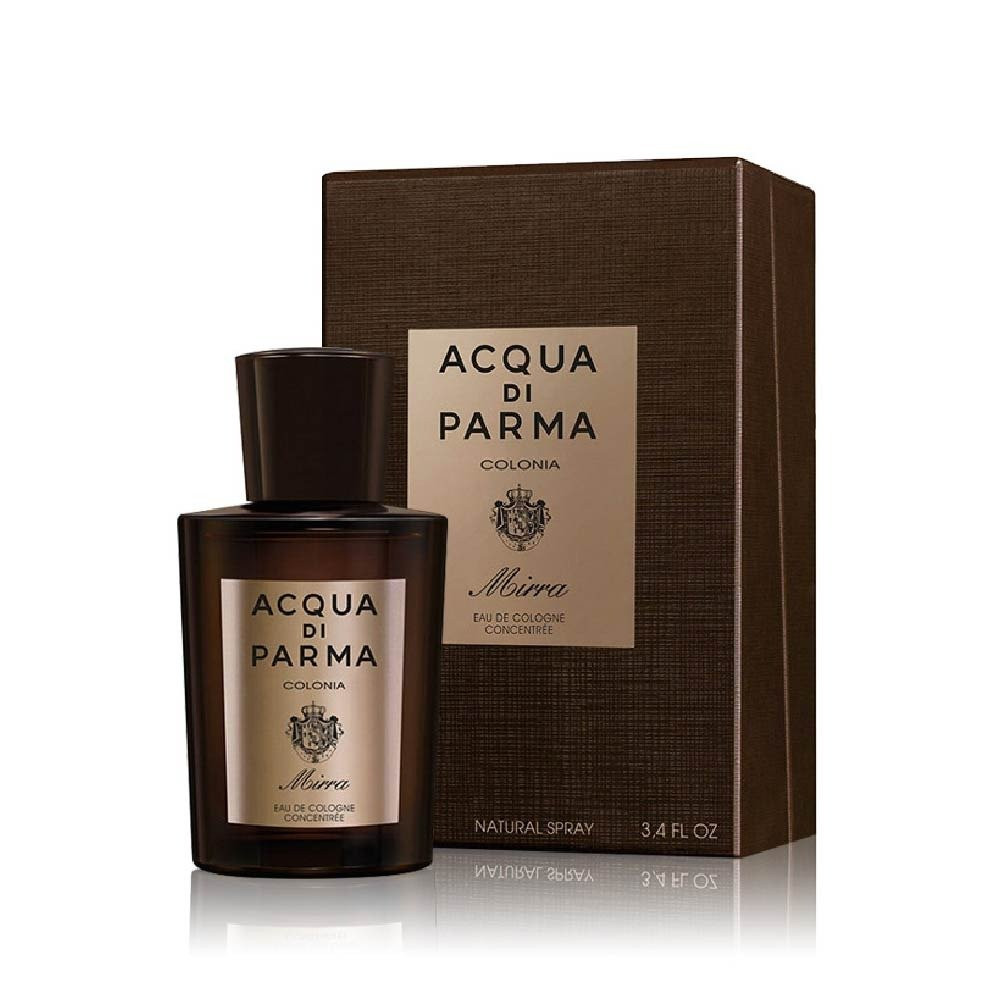 ACQUA
DI
PARMA
COLONIA
Mirra
EAU DE COLOGNE
CONCENTRÉE
NATURAL SPRAY 3,4 FL OZ
ACQUA
DI
PARMA
COLONIA
Mirra
EAU DE COLOGNE
CONCENTRÉE